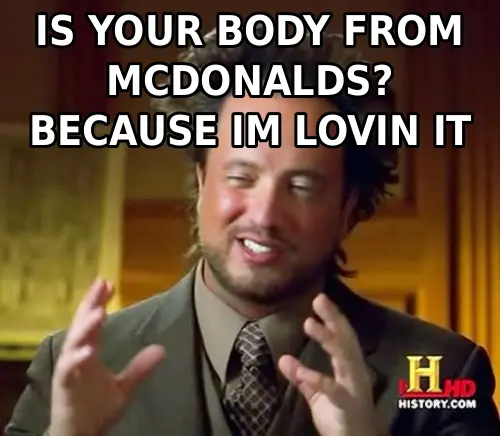 IS YOUR BODY FROM
MCDONALDS?
BECAUSE IM LOVIN IT
H HD
HISTORY.COM